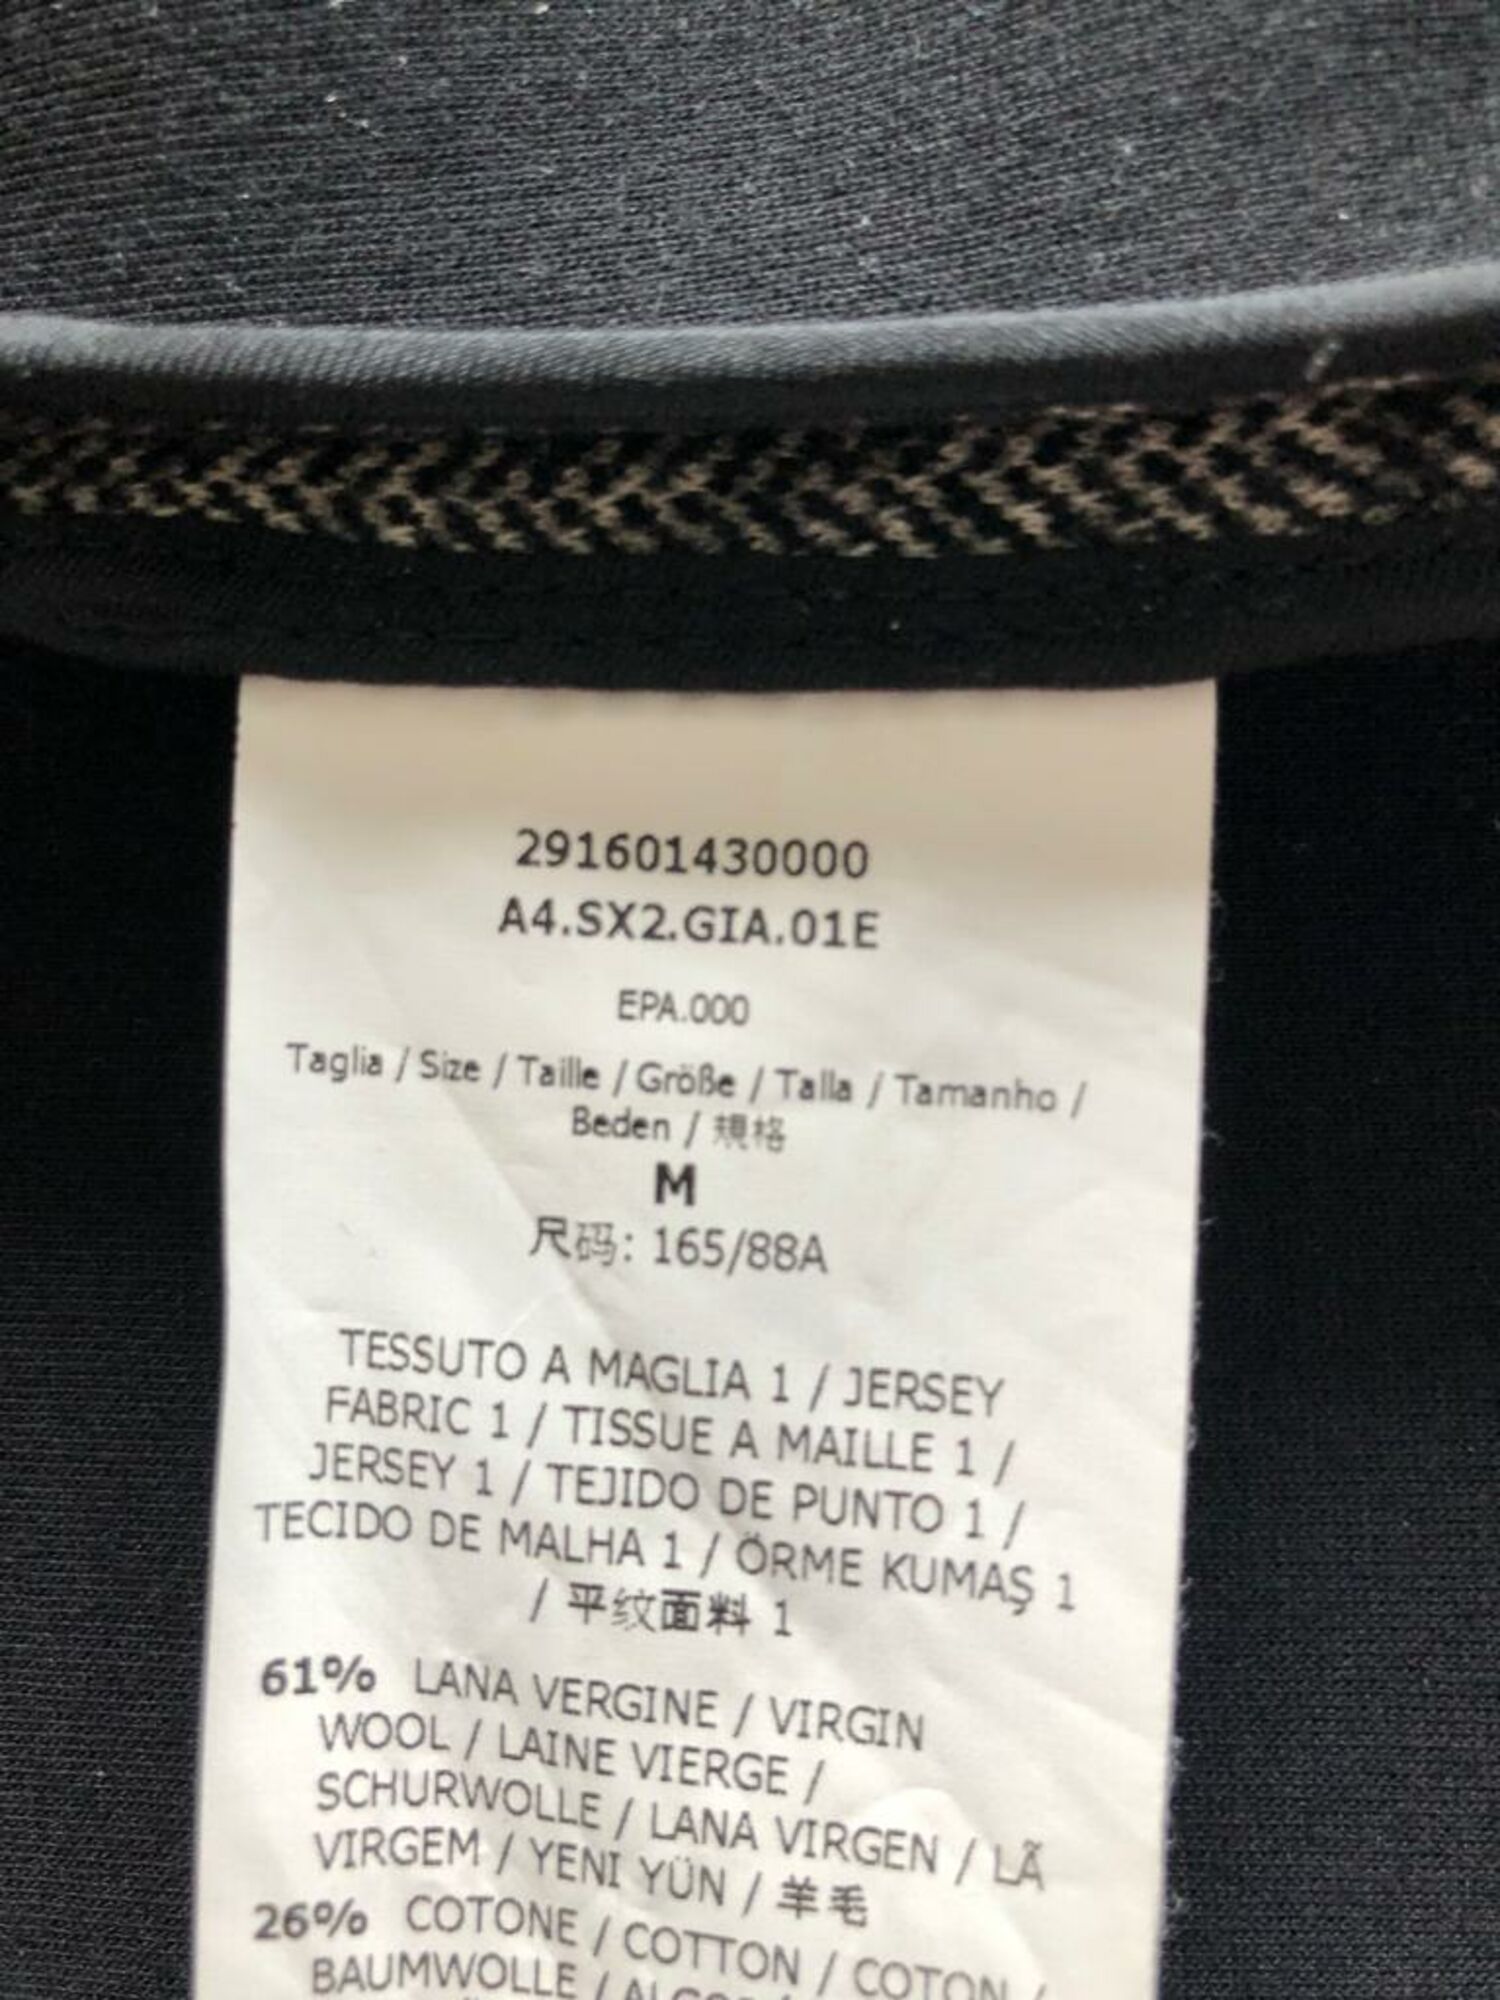 291601430000
A4.SX2.GIA.01E
EPA.000
Taglia / Size / Taille / Größe / Talla / Tamanho /
Beden / 規格
M
尺码: 165/88A
TESSUTO A MAGLIA 1 / JERSEY
FABRIC 1 / TISSUE A MAILLE 1 /
JERSEY 1 / TEJIDO DE PUNTO 1 /
TECIDO DE MALHA 1 / ÖRME KUMAŞ 1
/ 平纹面料 1
61% LANA VERGINE / VIRGIN
WOOL / LAINE VIERGE /
SCHURWOLLE / LANA VIRGEN / LÃ
VIRGEM / YENI YÜN / 羊毛
26% COTONE / COTTON / COTON /
BAUMWOLLE /